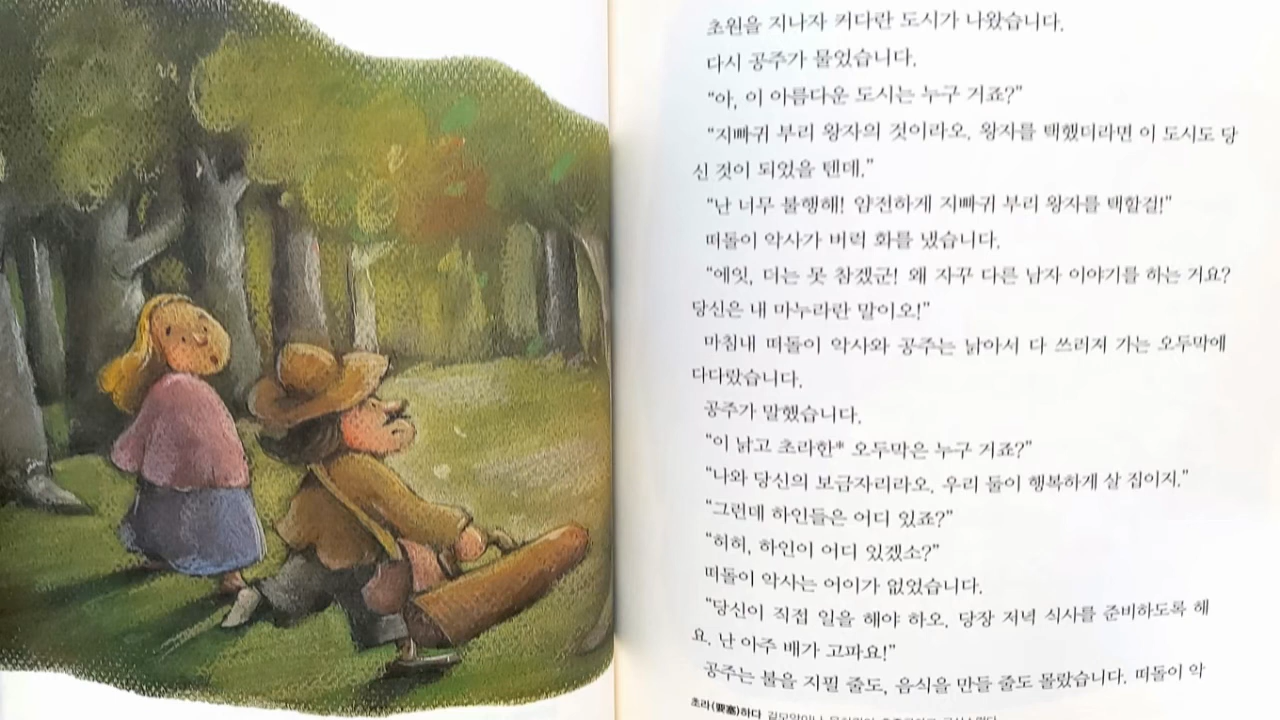 초원을 지나자 커다란 도시가 나왔습니다.
다시 공주가 물었습니다.
“아, 이 아름다운 도시는 누구 거죠?”
“지빠귀 부리 왕자의 것이라오. 왕자를 택했더라면 이 도시도 당
신 것이 되었을 텐데.”
“난 너무 불행해! 얌전하게 지빠귀 부리 왕자를 택할걸!”
떠돌이 악사가 버럭 화를 냈습니다.
“에잇, 더는 못 참겠군! 왜 자꾸 다른 남자 이야기를 하는 거요?
당신은 내 마누라란 말이오!”
마침내 떠돌이 악사와 공주는 낡아서 다 쓰러져 가는 오두막에
다다랐습니다.
공주가 말했습니다.
“이 낡고 초라한* 오두막은 누구 거죠?”
“나와 당신의 보금자리라오. 우리 둘이 행복하게 살 집이지.”
“그런데 하인들은 어디 있죠?”
“히히, 하인이 어디 있겠소?”
떠돌이 악사는 어이가 없었습니다.
“당신이 직접 일을 해야 하오. 당장 저녁 식사를 준비하도록 해
요. 난 아주 배가 고파요!”
공주는 불을 지필 줄도, 음식을 만들 줄도 몰랐습니다. 떠돌이 악
초라( )하다